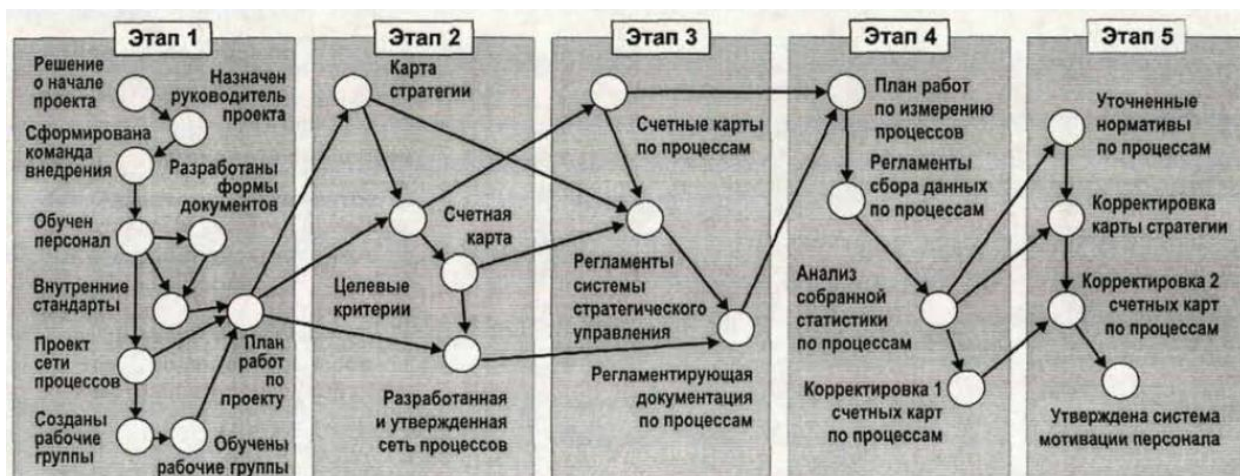 Этап 1
Решение
о начале
проекта
Назначен
руководитель
проекта
Сформирована
команда
внедрения
Разработаны
формы
документов
Обучен
персонал
Внутренние
стандарты
Проект
сети
процессов
План
работ
по
проекту
Созданы
рабочие
группы
Обучены
рабочие группы
Этап 2
Карта
стратегии
Счетная
карта
Целевые
критерии
Разработанная
и утвержденная
сеть процессов
Этап 3
Счетные карты
по процессам
Регламенты
системы
стратегического
управления
Регламентирующая
документация
по процессам
Этап 4
План работ
по измерению
процессов
Регламенты
сбора данных
по процессам
Анализ
собранной
статистики
по процессам
Корректировка 1
счетных карт
по процессам
Этап 5
Уточненные
нормативы
по процессам
Корректировка
карты стратегии
Корректировка 2
счетных карт
по процессам
Утверждена система
мотивации персонала